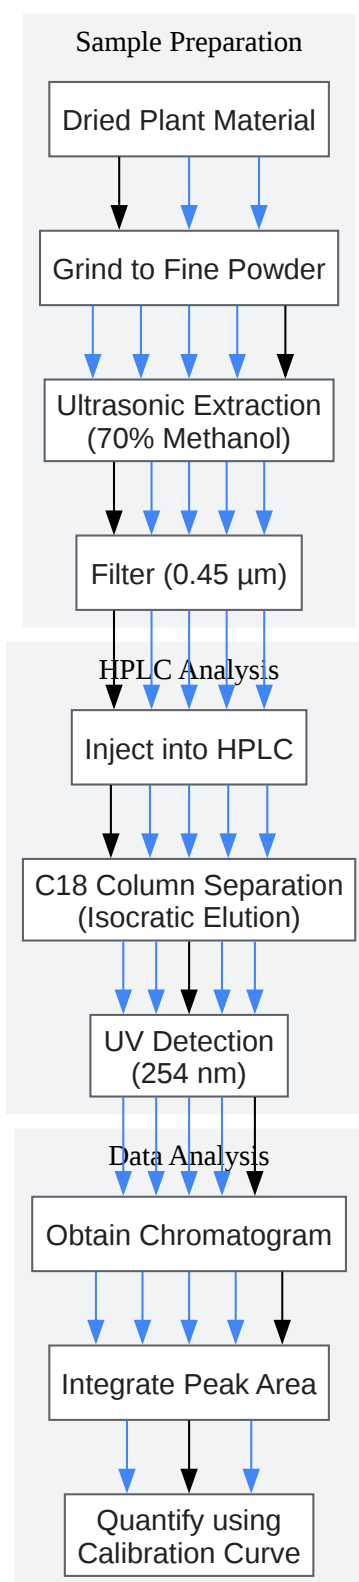 Sample Preparation
Dried Plant Material
Grind to Fine Powder
Ultrasonic Extraction
(70% Methanol)
Filter (0.45 µm)
HPLC Analysis
Inject into HPLC
C18 Column Separation
(Isocratic Elution)
UV Detection
(254 nm)
Data Analysis
Obtain Chromatogram
Integrate Peak Area
Quantify using
Calibration Curve